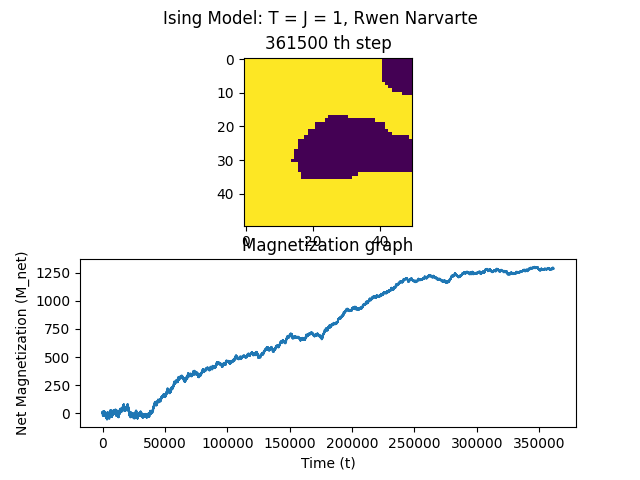 Ising Model: T = J = 1, Rwen Narvarte
361500 th step
0
10
20
30
40
0 20 40
Magnetization graph
Net Magnetization (M_net)
1250
1000
750
500
250
0
0 50000 100000 150000 200000 250000 300000 350000
Time (t)